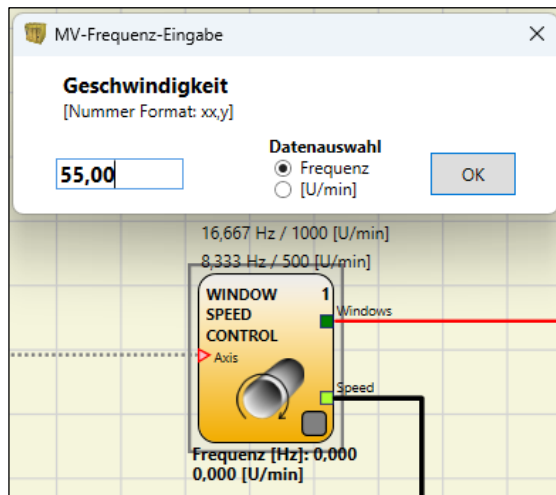 MV-Frequenz-Eingabe
Geschwindigkeit
[Nummer Format: xx,y]
Datenauswahl
55,00
Frequenz
[U/min]
OK
16,667 Hz / 1000 [U/min]
8,333 Hz / 500 [U/min]
WINDOW 1
SPEED
CONTROL
Windows
Axis
Speed
Frequenz [Hz]: 0,000
0,000 [U/min]